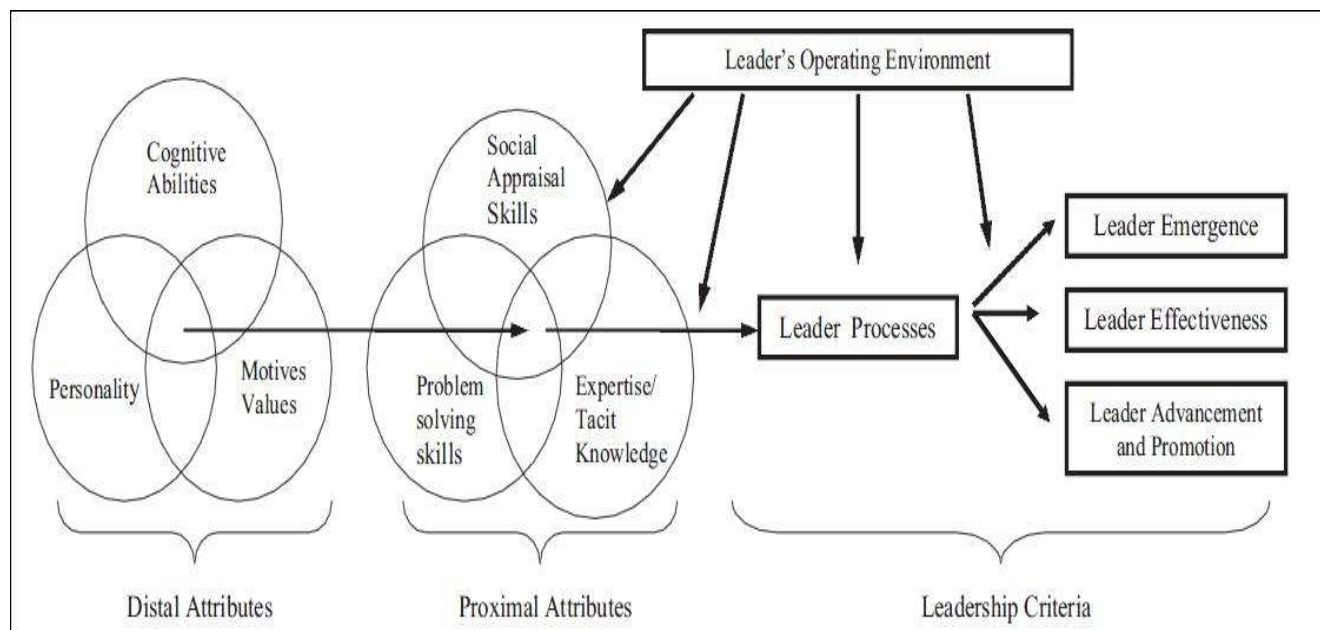 Leader's Operating Environment
Cognitive
Abilities
Social
Appraisal
Skills
Personality
Motives
Values
Problem
solving
skills
Expertise/
Tacit
Knowledge
Leader Processes
Leader Emergence
Leader Effectiveness
Leader Advancement
and Promotion
Distal Attributes
Proximal Attributes
Leadership Criteria